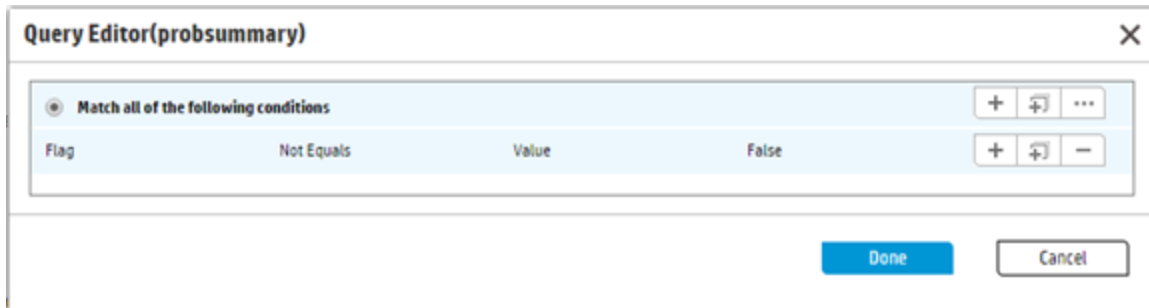 Query Editor(probsummary)
Match all of the following conditions
Flag Not Equals Value False
Done Cancel